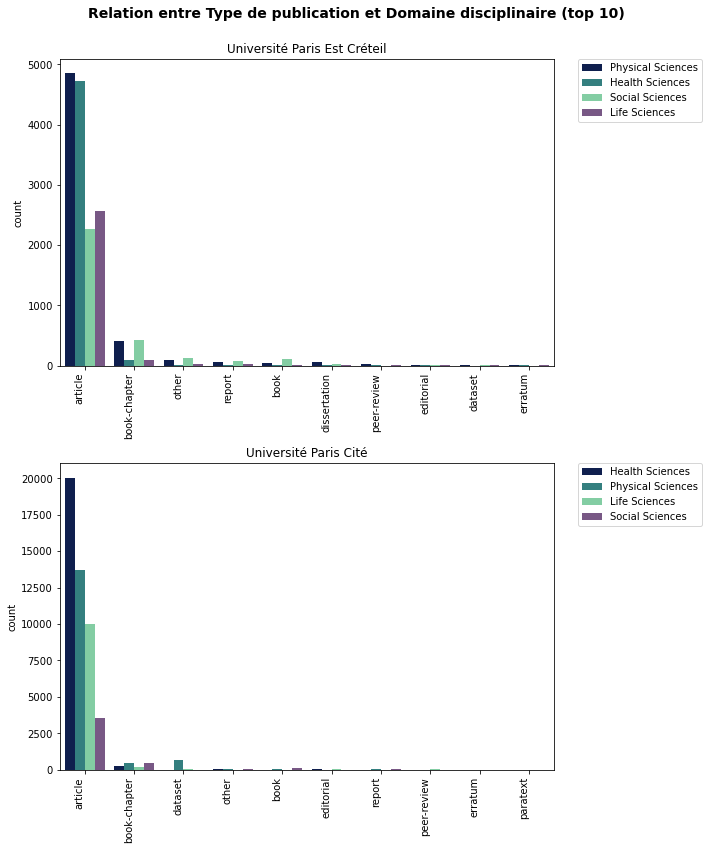 Relation entre Type de publication et Domaine disciplinaire (top 10)
Université Paris Est Créteil
Physical Sciences
Health Sciences
Social Sciences
Life Sciences
5000
4000
3000
2000
1000
0
count
article
book-chapter
other
report
book
dissertation
peer-review
editorial
dataset
erratum
Université Paris Cité
Health Sciences
Physical Sciences
Life Sciences
Social Sciences
20000
17500
15000
12500
10000
7500
5000
2500
0
count
article
book-chapter
dataset
other
book
editorial
report
peer-review
erratum
paratext